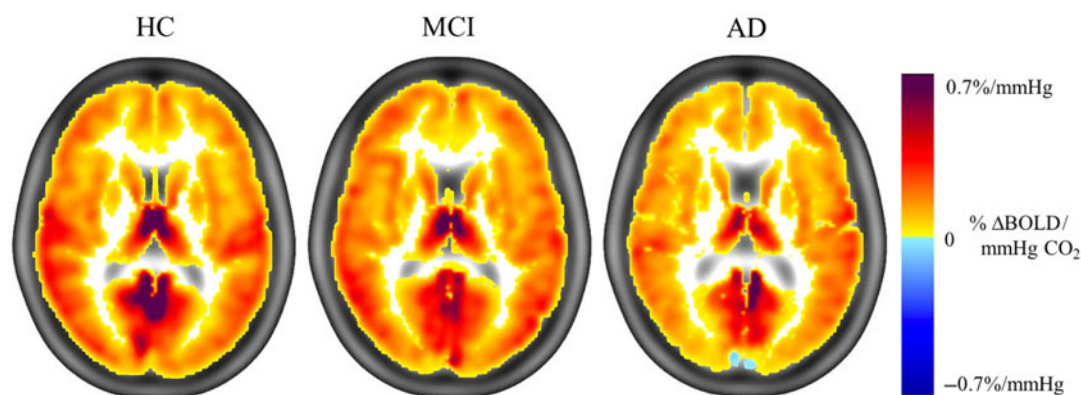 HC
MCI
AD
0.7%/mmHg
0
% ΔBOLD/
mmHg CO₂
−0.7%/mmHg